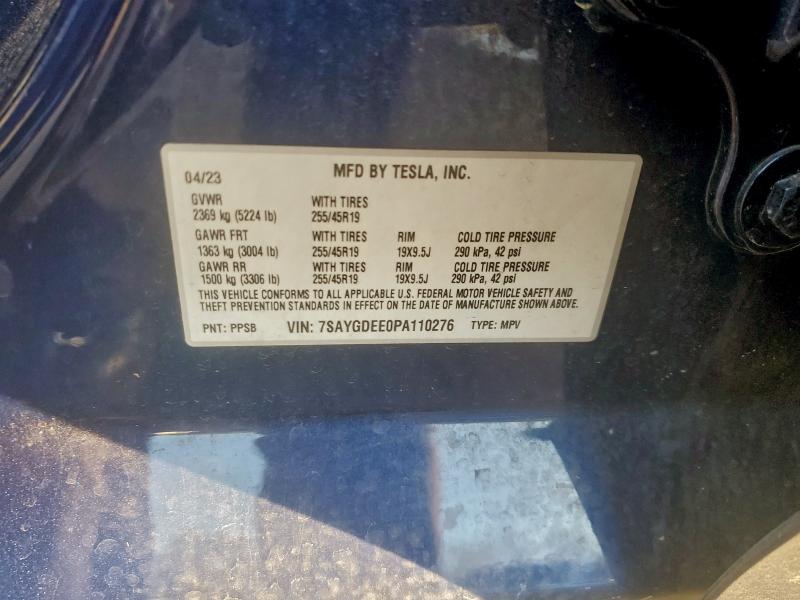 04/23 MFD BY TESLA, INC.
GVWR WITH TIRES
2369 kg (5224 lb) 255/45R19
GAWR FRT WITH TIRES RIM COLD TIRE PRESSURE
1363 kg (3004 lb) 255/45R19 19X9.5J 290 kPa, 42 psi
GAWR RR WITH TIRES RIM COLD TIRE PRESSURE
1500 kg (3306 lb) 255/45R19 19X9.5J 290 kPa, 42 psi
THIS VEHICLE CONFORMS TO ALL APPLICABLE U.S. FEDERAL MOTOR VEHICLE SAFETY AND
THEFT PREVENTION STANDARDS IN EFFECT ON THE DATE OF MANUFACTURE SHOWN ABOVE.
PNT: PPSB VIN: 7SAYGDEE0PA110276 TYPE: MPV